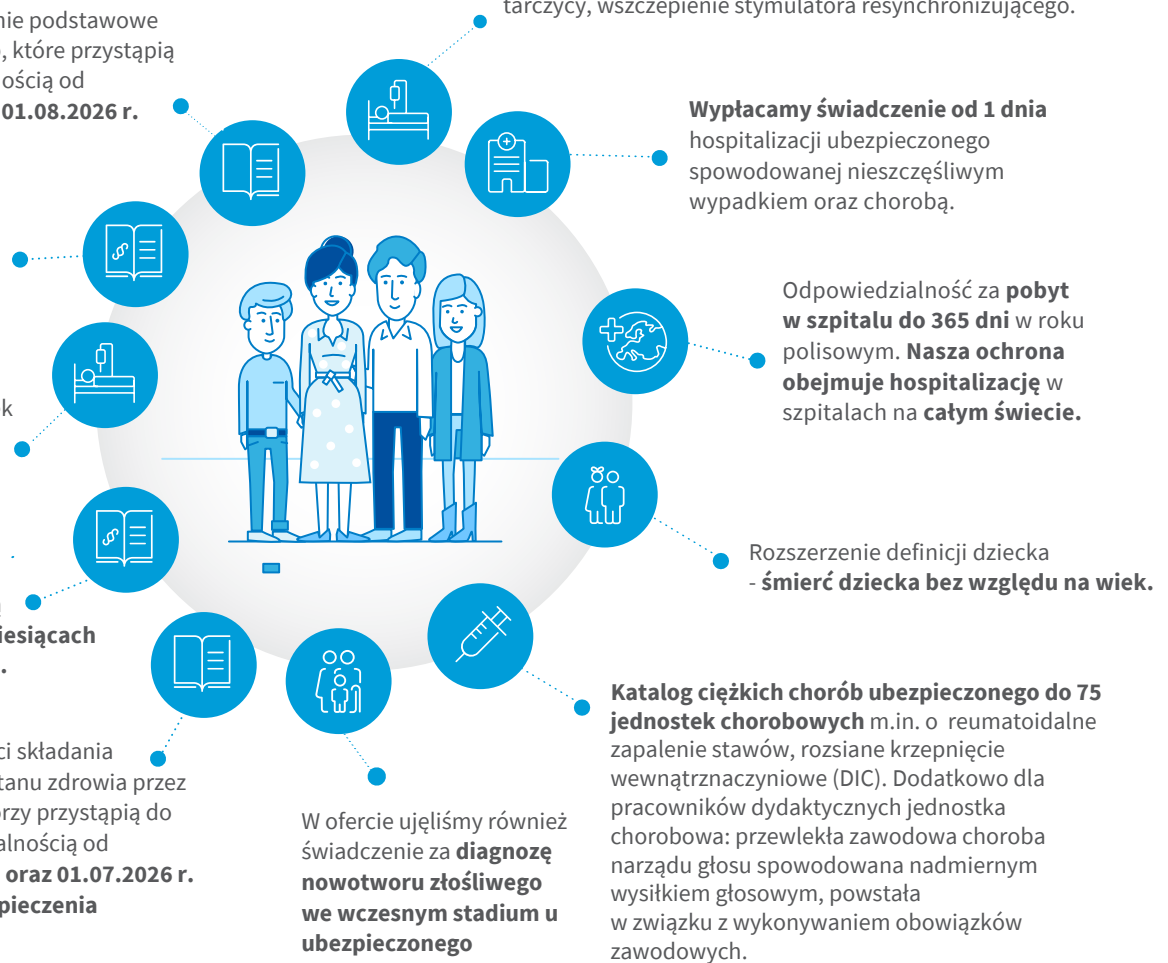 tarczycy, wszczepienie stymulatora resynchronizującego.
nie podstawowe
, które przystąpią
nością od
01.08.2026 r.
Wypłacamy świadczenie od 1 dnia
hospitalizacji ubezpieczonego
spowodowanej nieszczęśliwym
wypadkiem oraz chorobą.
Odpowiedzialność za pobyt
w szpitalu do 365 dni w roku
polisowym. Nasza ochrona
obejmuje hospitalizację w
szpitalach na całym świecie.
ek
Rozszerzenie definicji dziecka
- śmierć dziecka bez względu na wiek.
iesiącach
.
ci składania
tanu zdrowia przez
orzy przystąpią do
alnością od
oraz 01.07.2026 r.
pieczenia
W ofercie ujęliśmy również
świadczenie za diagnozę
nowotworu złośliwego
we wczesnym stadium u
ubezpieczonego
Katalog ciężkich chorób ubezpieczonego do 75
jednostek chorobowych m.in. o reumatoidalne
zapalenie stawów, rozsiane krzepnięcie
wewnątrznaczyniowe (DIC). Dodatkowo dla
pracowników dydaktycznych jednostka
chorobowa: przewlekła zawodowa choroba
narządu głosu spowodowana nadmiernym
wysiłkiem głosowym, powstała
w związku z wykonywaniem obowiązków
zawodowych.